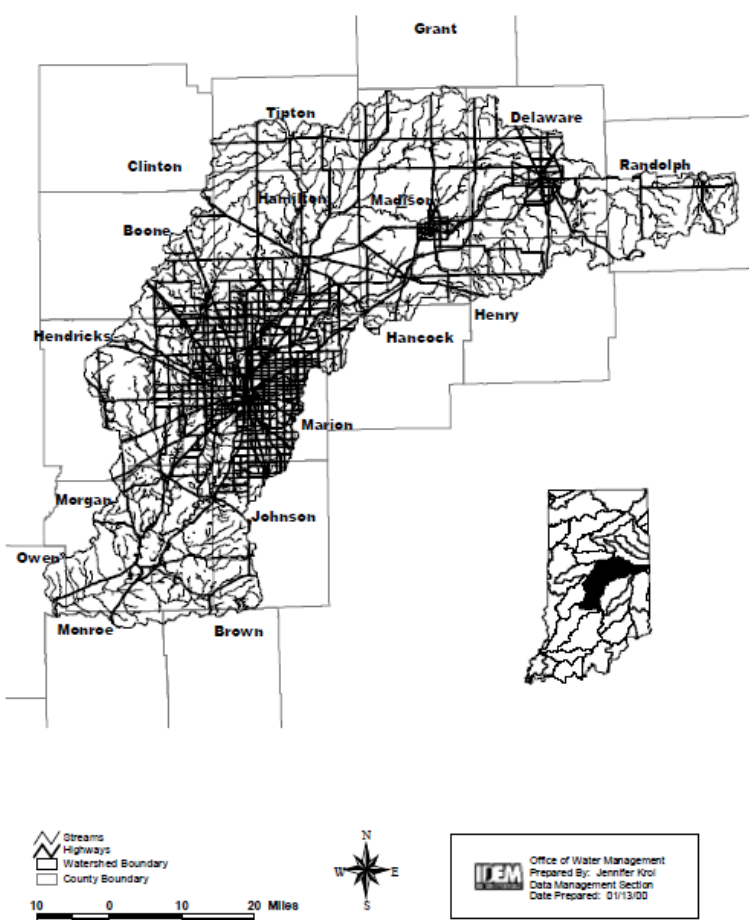 Grant
Tipton
Delaware
Clinton
Randolph
Hamilton
Madison
Boone
Hendricks
Henry
Hancock
Marion
Morgan
Johnson
Owen
Monroe
Brown
Streams
Highways
Watershed Boundary
County Boundary
N
W E
S
10 0 10 20 Miles
IDEM
Office of Water Management
Prepared By: Jennifer Krol
Data Management Section
Date Prepared: 01/13/00